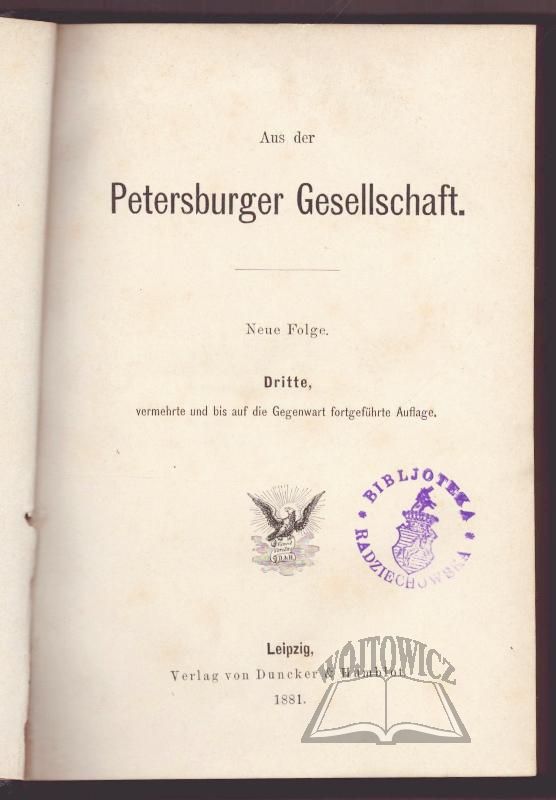 Aus der
Petersburger Gesellschaft.
Neue Folge.
Dritte,
vermehrte und bis auf die Gegenwart fortgeführte Auflage.
* BIBLJOTEKA *
RADZIECHOWSKA
Leipzig,
Verlag von Duncker & Humblot.
1881.
WÓJTOWICZ